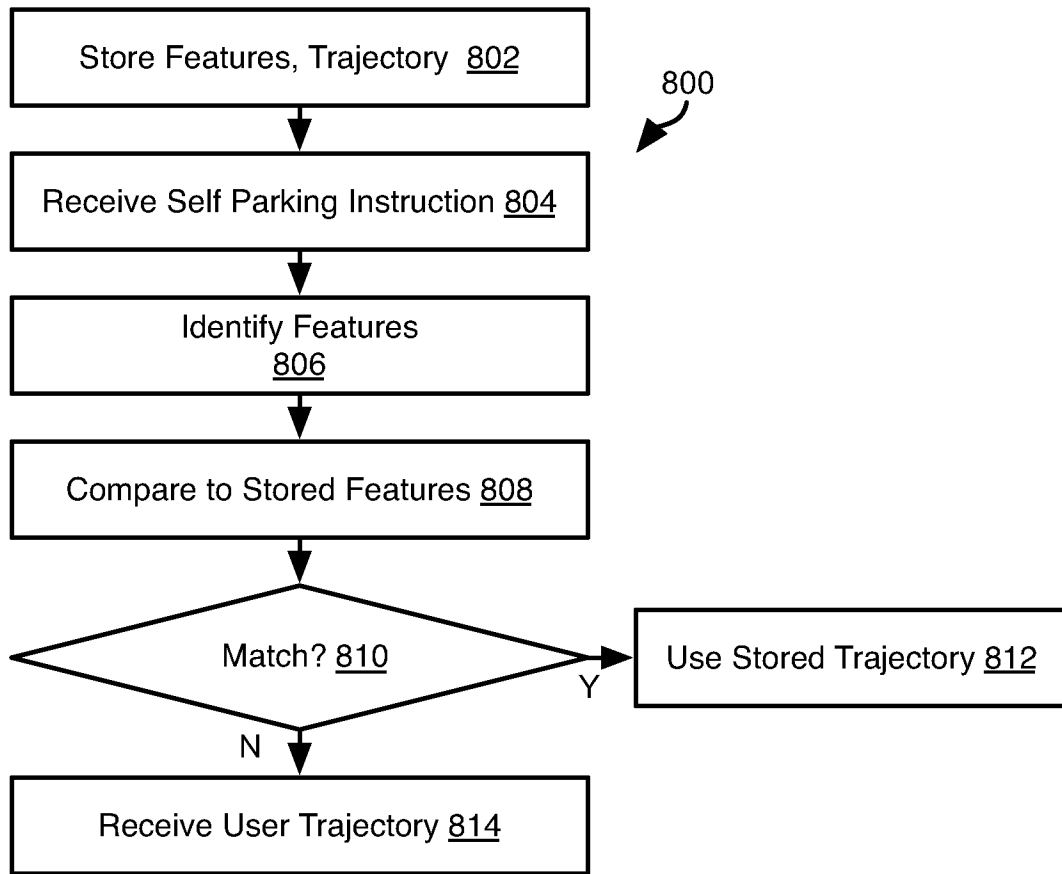 Store Features, Trajectory 802
800
Receive Self Parking Instruction 804
Identify Features
806
Compare to Stored Features 808
Match? 810
Y
Use Stored Trajectory 812
N
Receive User Trajectory 814